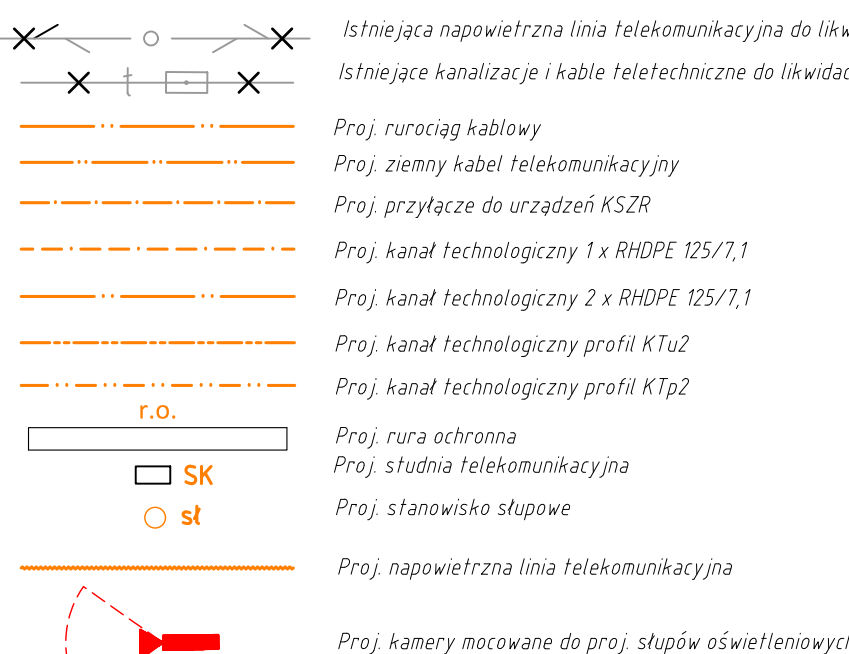 Istniejąca napowietrzna linia telekomunikacyjna do
t Istniejące kanalizacje i kable teletechniczne do
Proj. rurociąg kablowy
Proj. ziemny kabel telekomunikacyjny
Proj. przyłącze do urządzeń KSZR
Proj. kanał technologiczny 1 x RHDPE 125/7,1
Proj. kanał technologiczny 2 x RHDPE 125/7,1
Proj. kanał technologiczny profil KTu2
Proj. kanał technologiczny profil KTp2
r.o.
Proj. rura ochronna
SK Proj. studnia telekomunikacyjna
sł Proj. stanowisko słupowe
Proj. napowietrzna linia telekomunikacyjna
Proj. kamery mocowane do proj. słupów